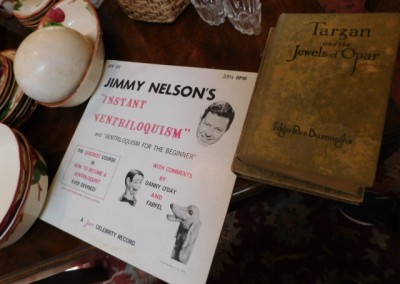 33⅓ RPM
JIMMY NELSON'S
"INSTANT
VENTRILOQUISM"
and "VENTRILOQUISM FOR THE BEGINNER"
THE QUICKEST COURSE
IN
HOW TO BECOME A
VENTRILOQUIST
EVER DEVISED!
WITH COMMENTS
BY
DANNY O'DAY
AND
FARFEL
A
CELEBRITY RECORD
Tarzan
and the
Jewels of Opar
Edgar Rice Burroughs